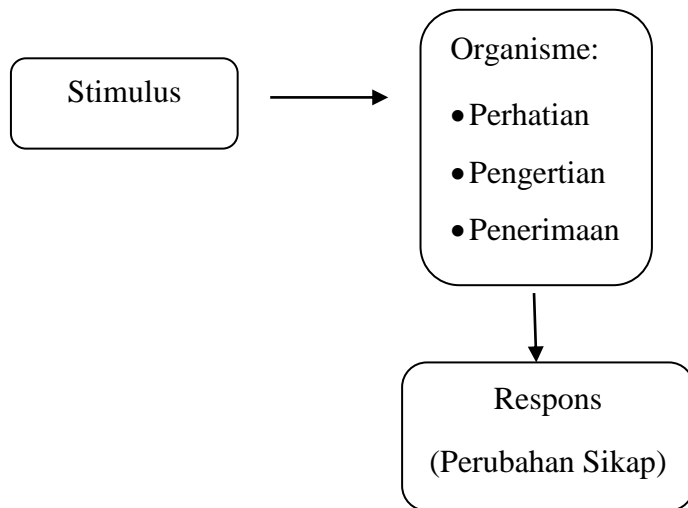 Stimulus
Organisme:
•Perhatian
•Pengertian
•Penerimaan
Respons
(Perubahan Sikap)